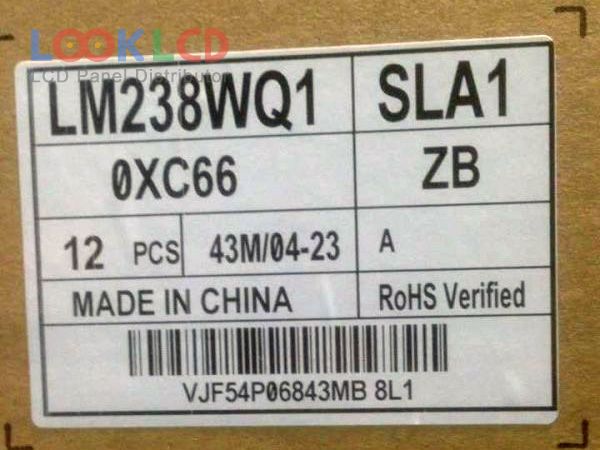 LOOKLCD
LCD Panel Distributor
LM238WQ1 SLA1
0XC66 ZB
12 PCS 43M/04-23 A
MADE IN CHINA RoHS Verified
VJF54P06843MB 8L1